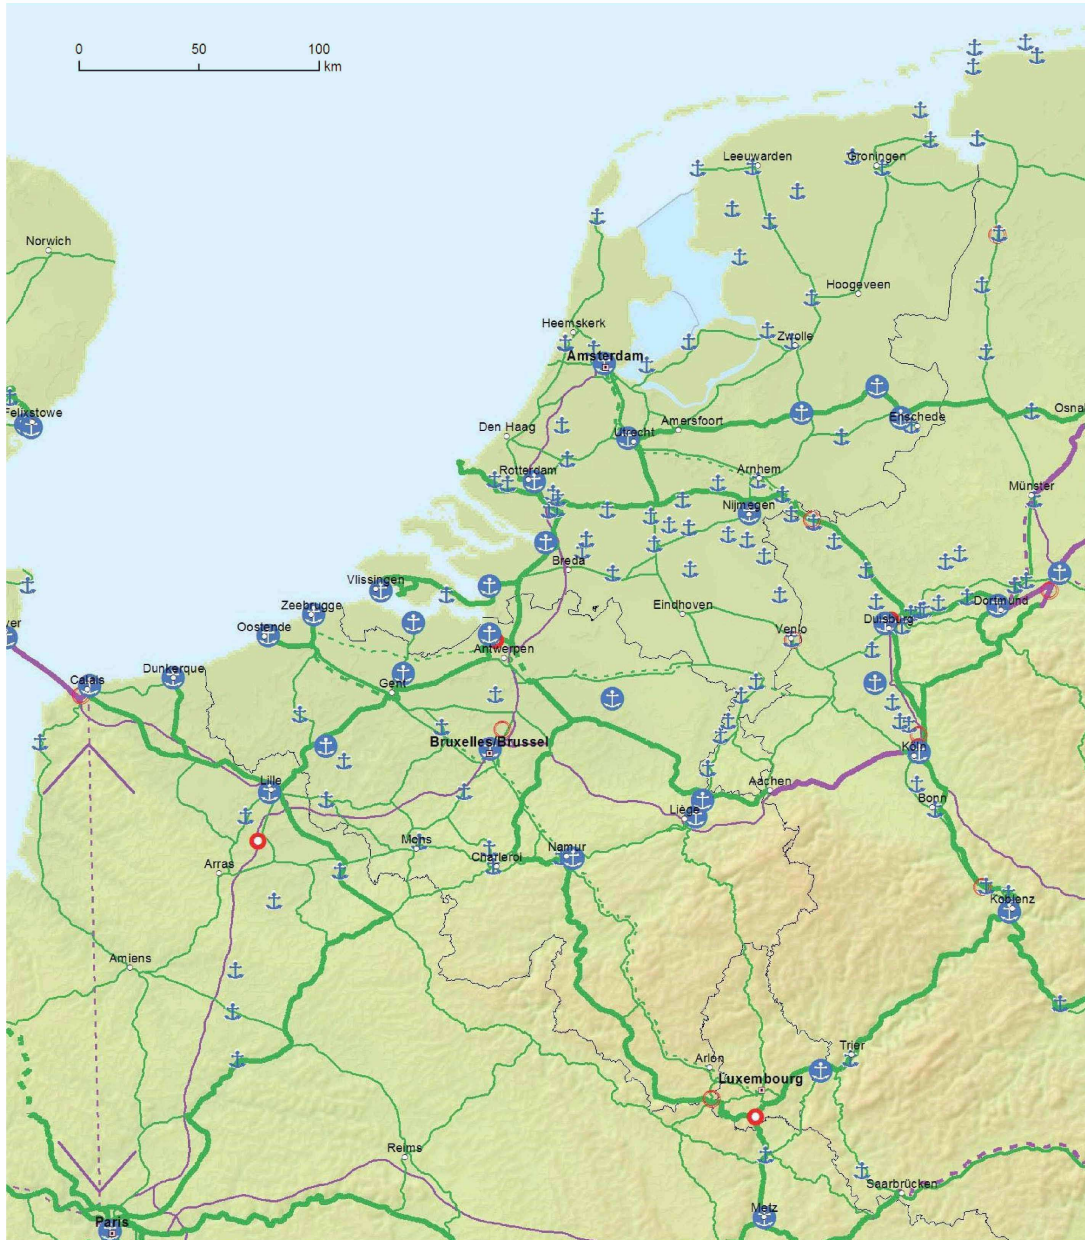 0 50 100
km
Leeuwarden
Groningen
Norwich
Hoogeveen
Heemskerk
Zwolle
Amsterdam
Felixstowe
Den Haag
Amersfoort
Enschede
Osna
Utrecht
Rotterdam
Arnhem
Münster
Nijmegen
Breda
Vlissingen
Zeebrugge
Eindhoven
Dortmund
Oostende
Duisburg
ver
Venlo
Antwerpen
Dunkerque
Calais
Gent
Bruxelles/Brussel
Köln
Lille
Aachen
Bonn
Liège
Mons
Namur
Arras
Charleroi
Koblenz
Amiens
Trier
Arlon
Luxembourg
Reims
Saarbrücken
Metz
Paris